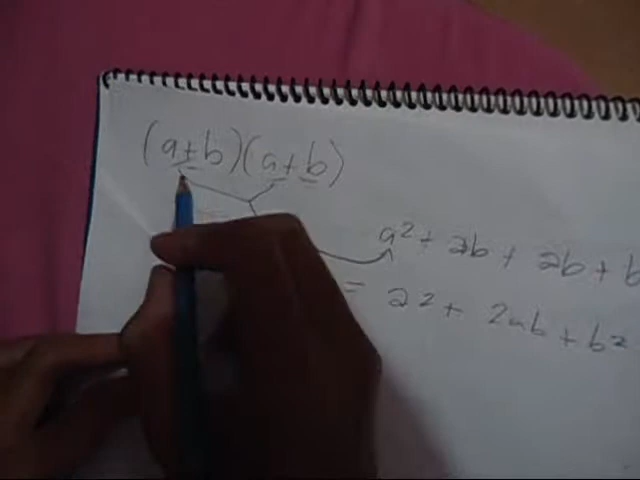 (a+b)(a+b)
a² + ab + ab + b
= a² + 2ab + b²